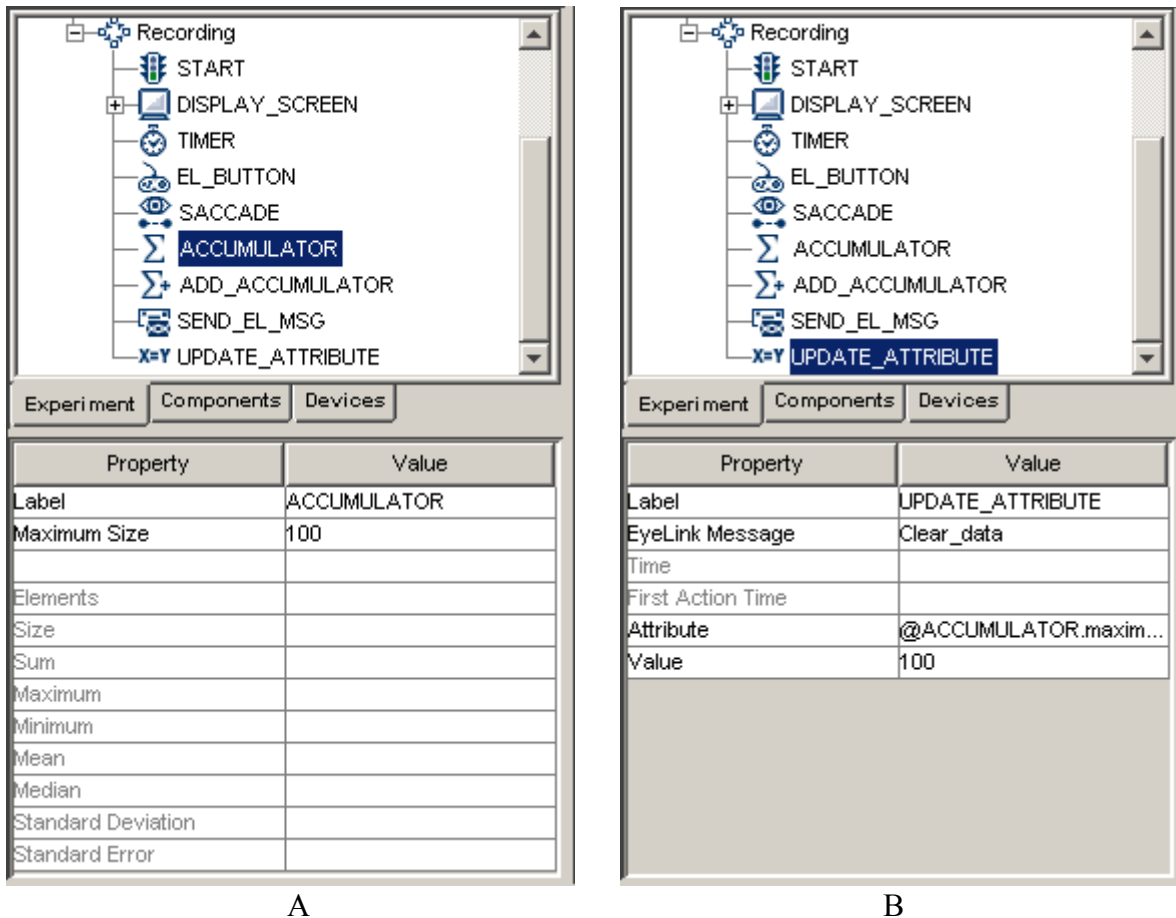 Recording
START
DISPLAY_SCREEN
TIMER
EL_BUTTON
SACCADE
ACCUMULATOR
ADD_ACCUMULATOR
SEND_EL_MSG
X=Y UPDATE_ATTRIBUTE
Experiment Components Devices
Property Value
Label ACCUMULATOR
Maximum Size 100
Elements
Size
Sum
Maximum
Minimum
Mean
Median
Standard Deviation
Standard Error
A
Recording
START
DISPLAY_SCREEN
TIMER
EL_BUTTON
SACCADE
ACCUMULATOR
ADD_ACCUMULATOR
SEND_EL_MSG
X=Y UPDATE_ATTRIBUTE
Experiment Components Devices
Property Value
Label UPDATE_ATTRIBUTE
EyeLink Message Clear_data
Time
First Action Time
Attribute @ACCUMULATOR.maxim...
Value 100
B